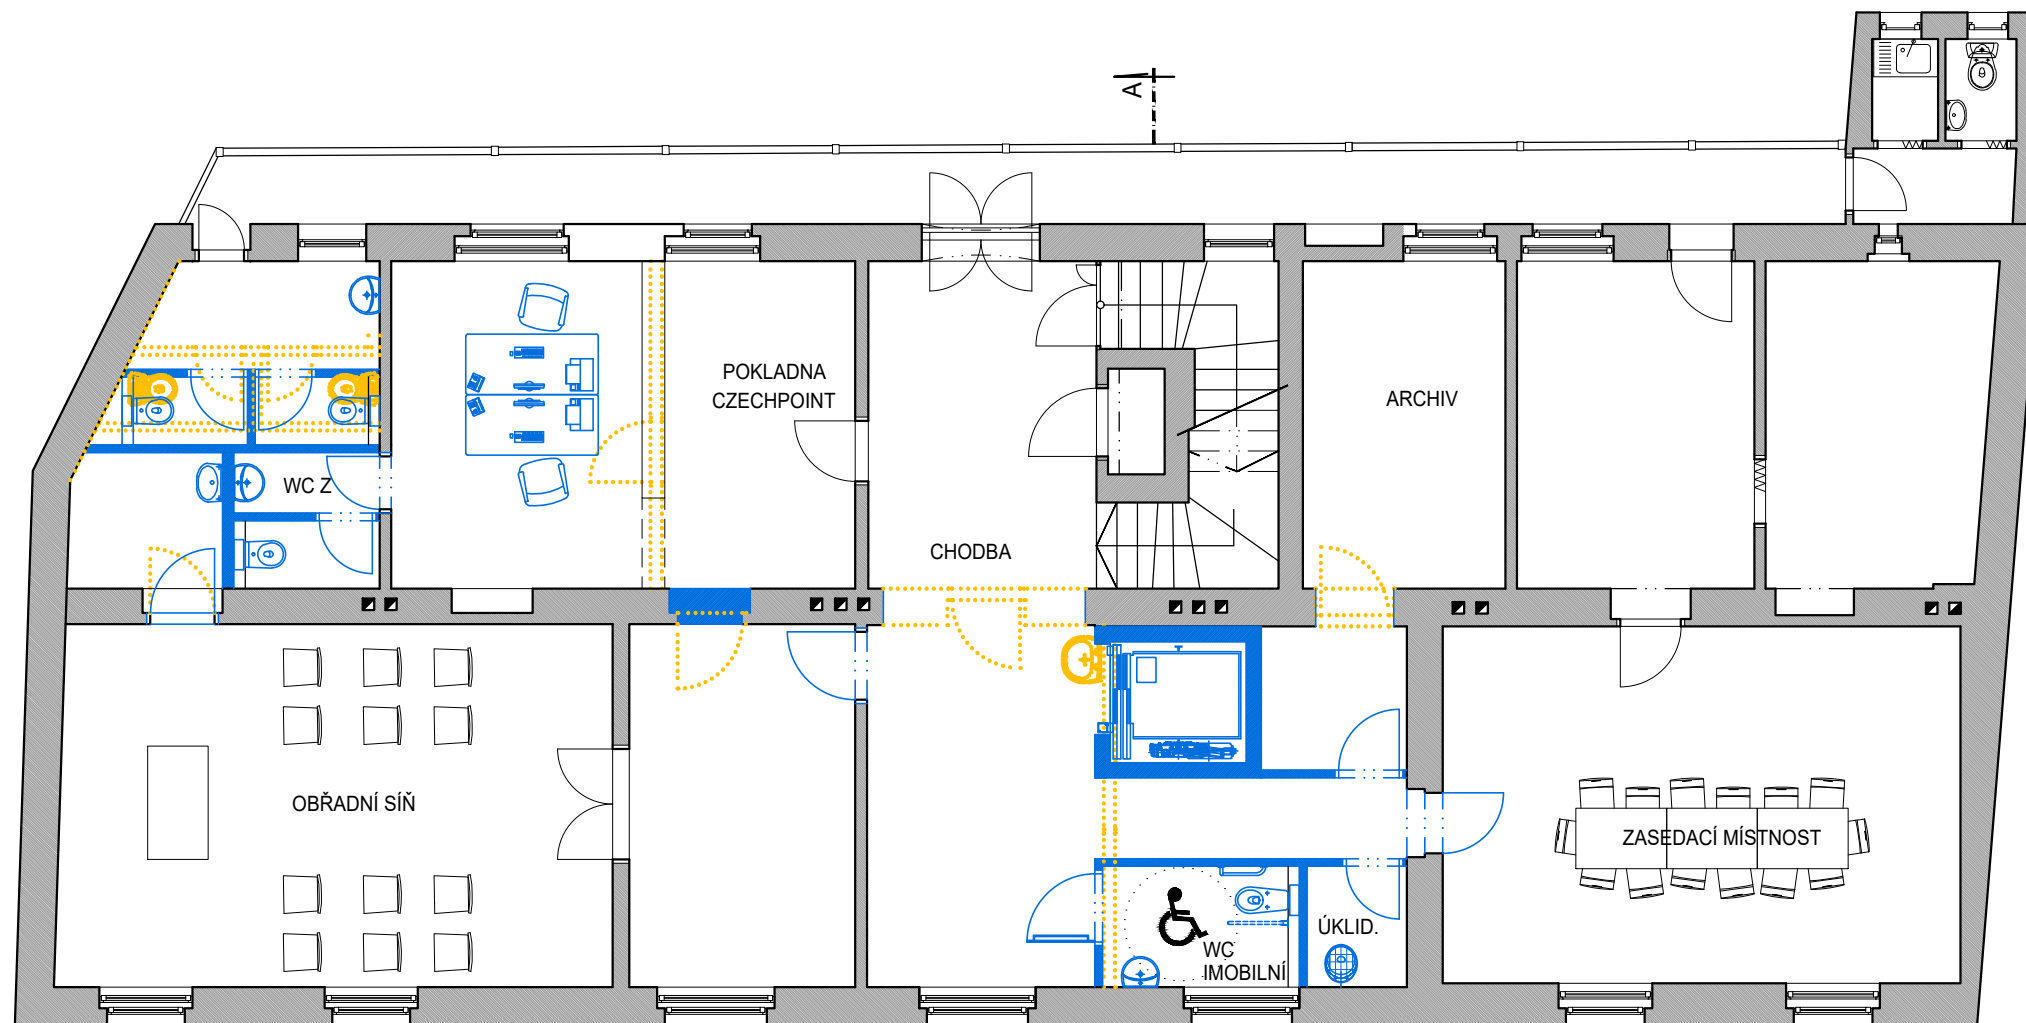 A
POKLADNA
CZECHPOINT
ARCHIV
WC Z
CHODBA
OBŘADNÍ SÍŇ
ZASEDACÍ MÍSTNOST
ÚKLID.
WC
IMOBILNÍ